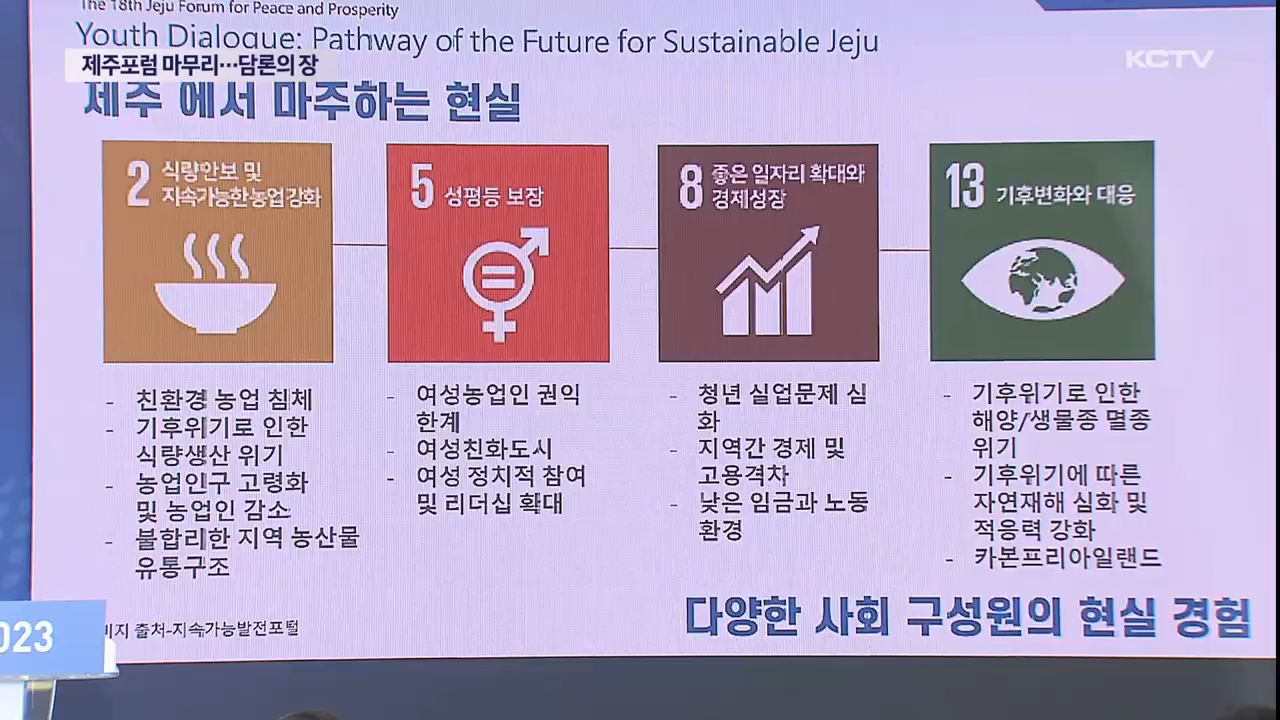 The 18th Jeju Forum for Peace and Prosperity
Youth Dialogue: Pathway of the Future for Sustainable Jeju
KCTV
제주포럼 마무리…담론의 장
제주 에서 마주하는 현실
2 식량안보 및
지속가능한농업강화
5 성평등 보장
8 좋은 일자리 확대와
경제성장
13 기후변화와 대응
- 친환경 농업 침체
- 기후위기로 인한
식량생산 위기
- 농업인구 고령화
및 농업인 감소
- 불합리한 지역 농산물
유통구조
- 여성농업인 권익
한계
- 여성친화도시
- 여성 정치적 참여
및 리더십 확대
- 청년 실업문제 심
화
- 지역간 경제 및
고용격차
- 낮은 임금과 노동
환경
- 기후위기로 인한
해양/생물종 멸종
위기
- 기후위기에 따른
자연재해 심화 및
적응력 강화
- 카본프리아일랜드
다양한 사회 구성원의 현실 경험
출처-지속가능발전포털
023